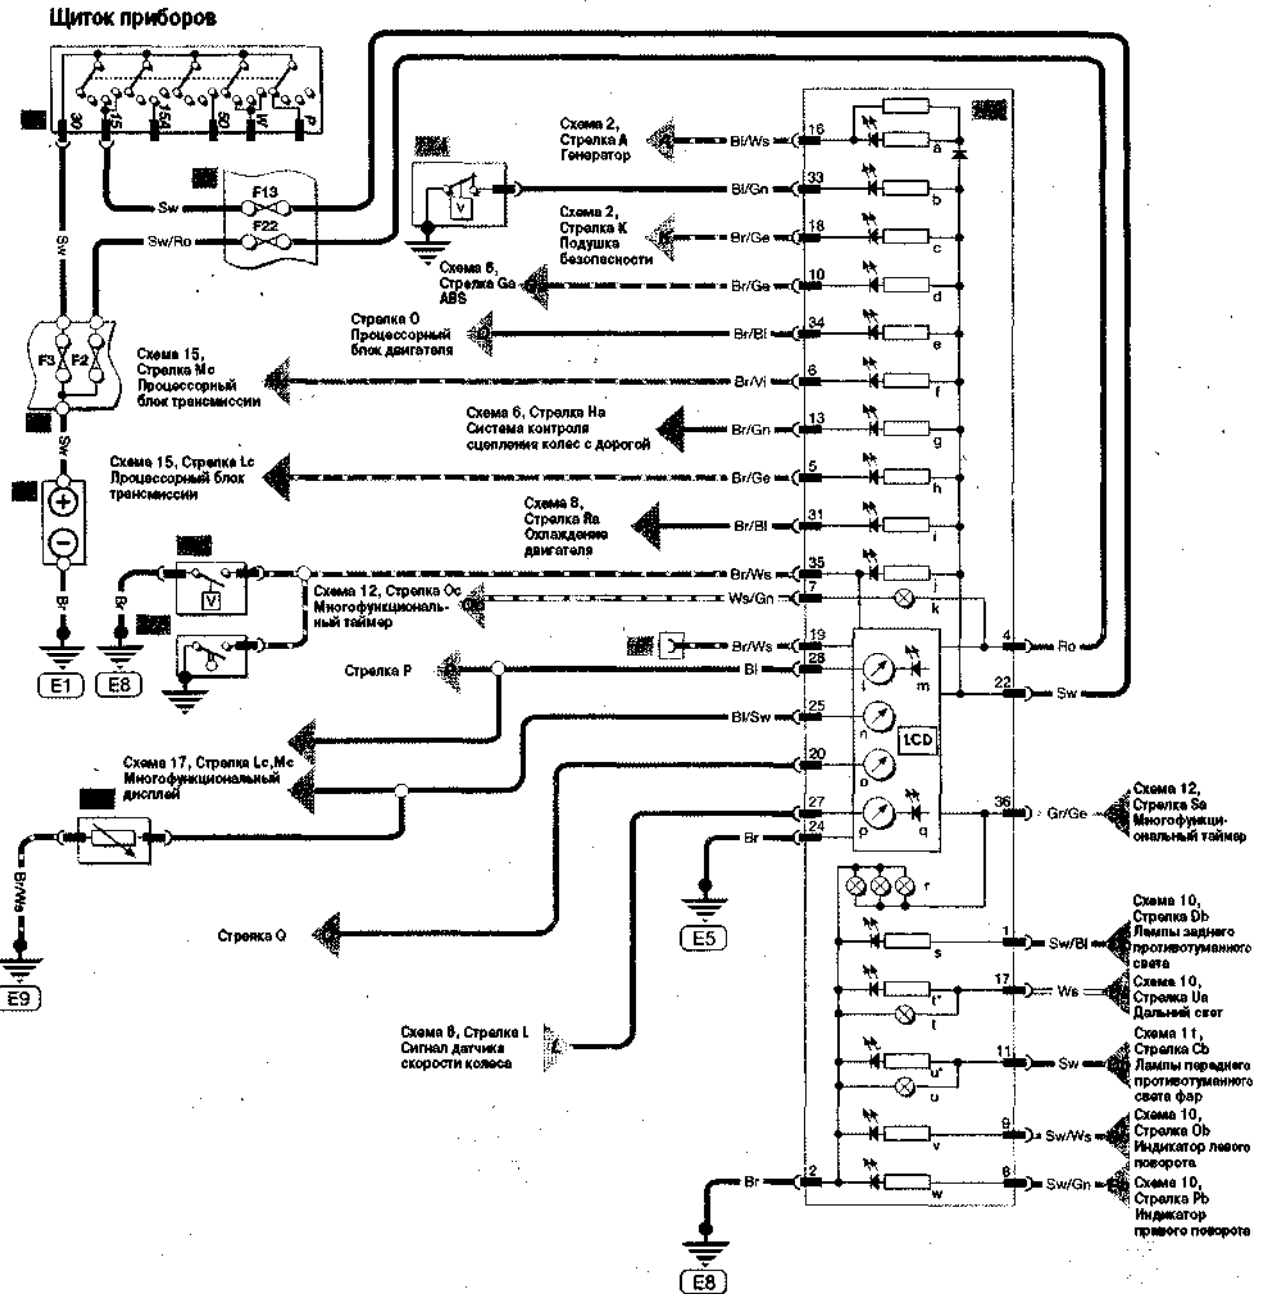 Щиток приборов
30
15
15A
50
W
P
F13
Sw
F22
Sw/Ro
Sw
F3
F2
Sw
Br
E1
Br
E8
V
V
Схема 2,
Стрелка А
Генератор
Bl/Ws
16
a
Bl/Gn
33
b
Схема 2,
Стрелка К
Подушка
безопасности
Br/Ge
18
c
Схема 6,
Стрелка Ga
ABS
Br/Ge
10
d
Стрелка О
Процессорный
блок двигателя
Br/Bl
34
e
Схема 15,
Стрелка Mc
Процессорный
блок трансмиссии
Br/Vi
6
f
Схема 6, Стрелка На
Система контроля
сцепления колес с дорогой
Br/Gn
13
g
Схема 15, Стрелка Lc
Процессорный блок
трансмиссии
Br/Ge
5
h
Схема 8,
Стрелка Ra
Охлаждение
двигателя
Br/Bl
31
i
Br/Ws
35
j
Схема 12, Стрелка Ос
Многофункциональ-
ный таймер
Ws/Gn
7
k
Br/Ws
19
4
Ro
Стрелка Р
Bl
28
l
m
22
Sw
Bl/Sw
25
n
LCD
Схема 17, Стрелка Lc,Mc
Многофункциональный
дисплей
20
o
27
p
q
36
Gr/Ge
Схема 12,
Стрелка Sa
Многофункци-
ональный таймер
Br
24
E5
r
Br/Ws
E9
Стрелка Q
Q
s
1
Sw/Bl
Схема 10,
Стрелка Db
Лампы заднего
противотуманного
света
t*
t
17
Ws
Схема 10,
Стрелка Ua
Дальний свет
Схема 8, Стрелка L
Сигнал датчика
скорости колеса
L
u*
u
11
Sw
Схема 11,
Стрелка Cb
Лампы переднего
противотуманного
света фар
v
9
Sw/Ws
Схема 10,
Стрелка Ob
Индикатор левого
поворота
Br
2
w
8
Sw/Gn
Схема 10,
Стрелка Pb
Индикатор
правого поворота
E8